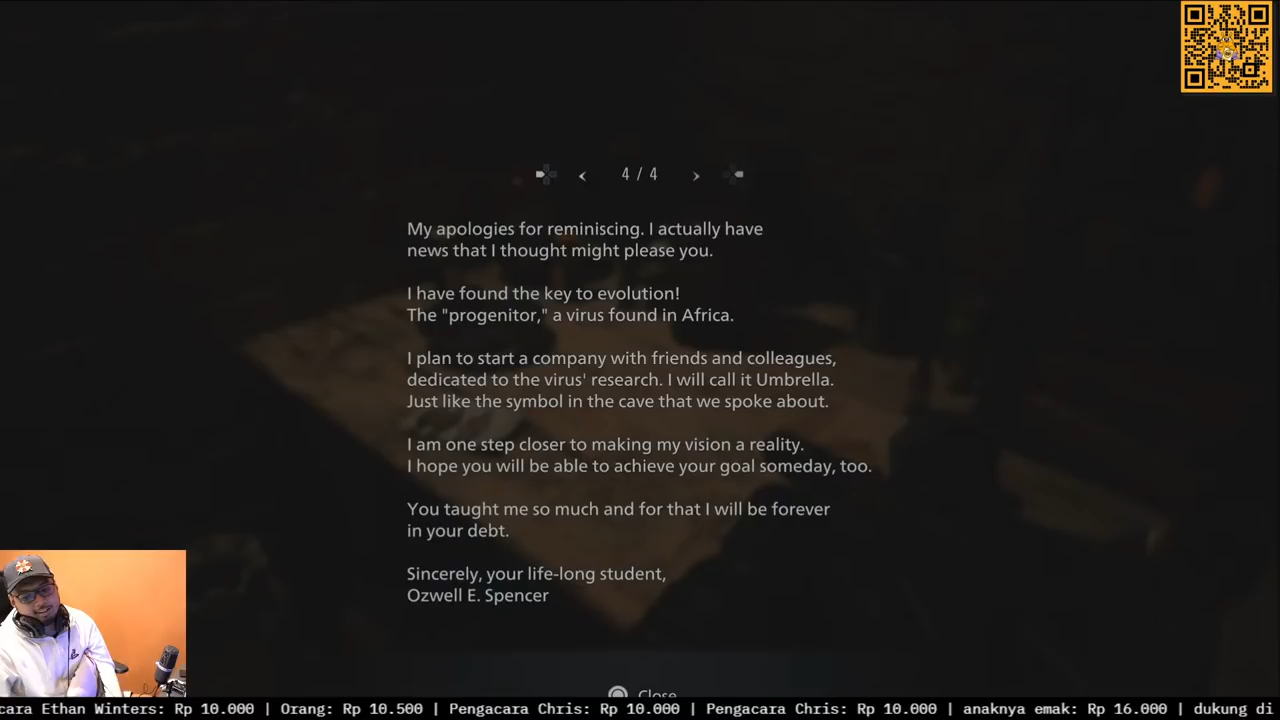 4 / 4
My apologies for reminiscing. I actually have
news that I thought might please you.
I have found the key to evolution!
The "progenitor," a virus found in Africa.
I plan to start a company with friends and colleagues,
dedicated to the virus' research. I will call it Umbrella.
Just like the symbol in the cave that we spoke about.
I am one step closer to making my vision a reality.
I hope you will be able to achieve your goal someday, too.
You taught me so much and for that I will be forever
in your debt.
Sincerely, your life-long student,
Ozwell E. Spencer
Close
cara Ethan Winters: Rp 10.000 | Orang: Rp 10.500 | Pengacara Chris: Rp 10.000 | Pengacara Chris: Rp 10.000 | anaknya emak: Rp 16.000 | dukung di